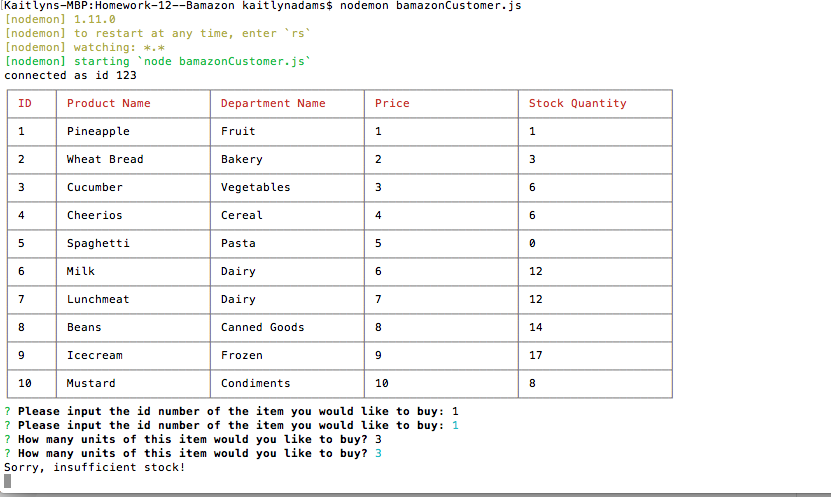 [Kaitlyns-MBP:Homework-12--Bamazon kaitlynadams$ nodemon bamazonCustomer.js
[nodemon] 1.11.0
[nodemon] to restart at any time, enter `rs`
[nodemon] watching: *.*
[nodemon] starting `node bamazonCustomer.js`
connected as id 123
ID Product Name Department Name Price Stock Quantity
1 Pineapple Fruit 1 1
2 Wheat Bread Bakery 2 3
3 Cucumber Vegetables 3 6
4 Cheerios Cereal 4 6
5 Spaghetti Pasta 5 0
6 Milk Dairy 6 12
7 Lunchmeat Dairy 7 12
8 Beans Canned Goods 8 14
9 Icecream Frozen 9 17
10 Mustard Condiments 10 8
? Please input the id number of the item you would like to buy: 1
? Please input the id number of the item you would like to buy: 1
? How many units of this item would you like to buy? 3
? How many units of this item would you like to buy? 3
Sorry, insufficient stock!